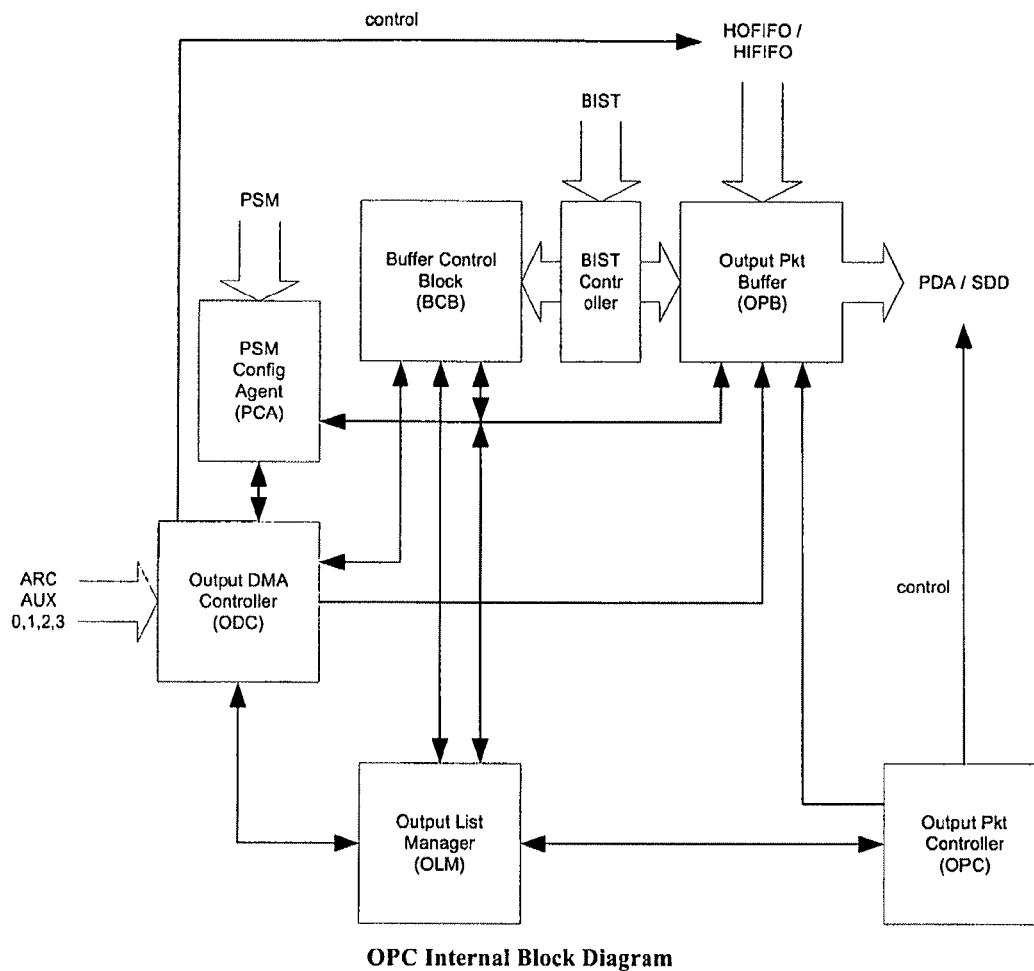 control
HOFIFO /
HIFIFO
BIST
PSM
Buffer Control
Block
(BCB)
BIST
Contr
oller
Output Pkt
Buffer
(OPB)
PDA / SDD
PSM
Config
Agent
(PCA)
ARC
AUX
0,1,2,3
Output DMA
Controller
(ODC)
control
Output List
Manager
(OLM)
Output Pkt
Controller
(OPC)
OPC Internal Block Diagram